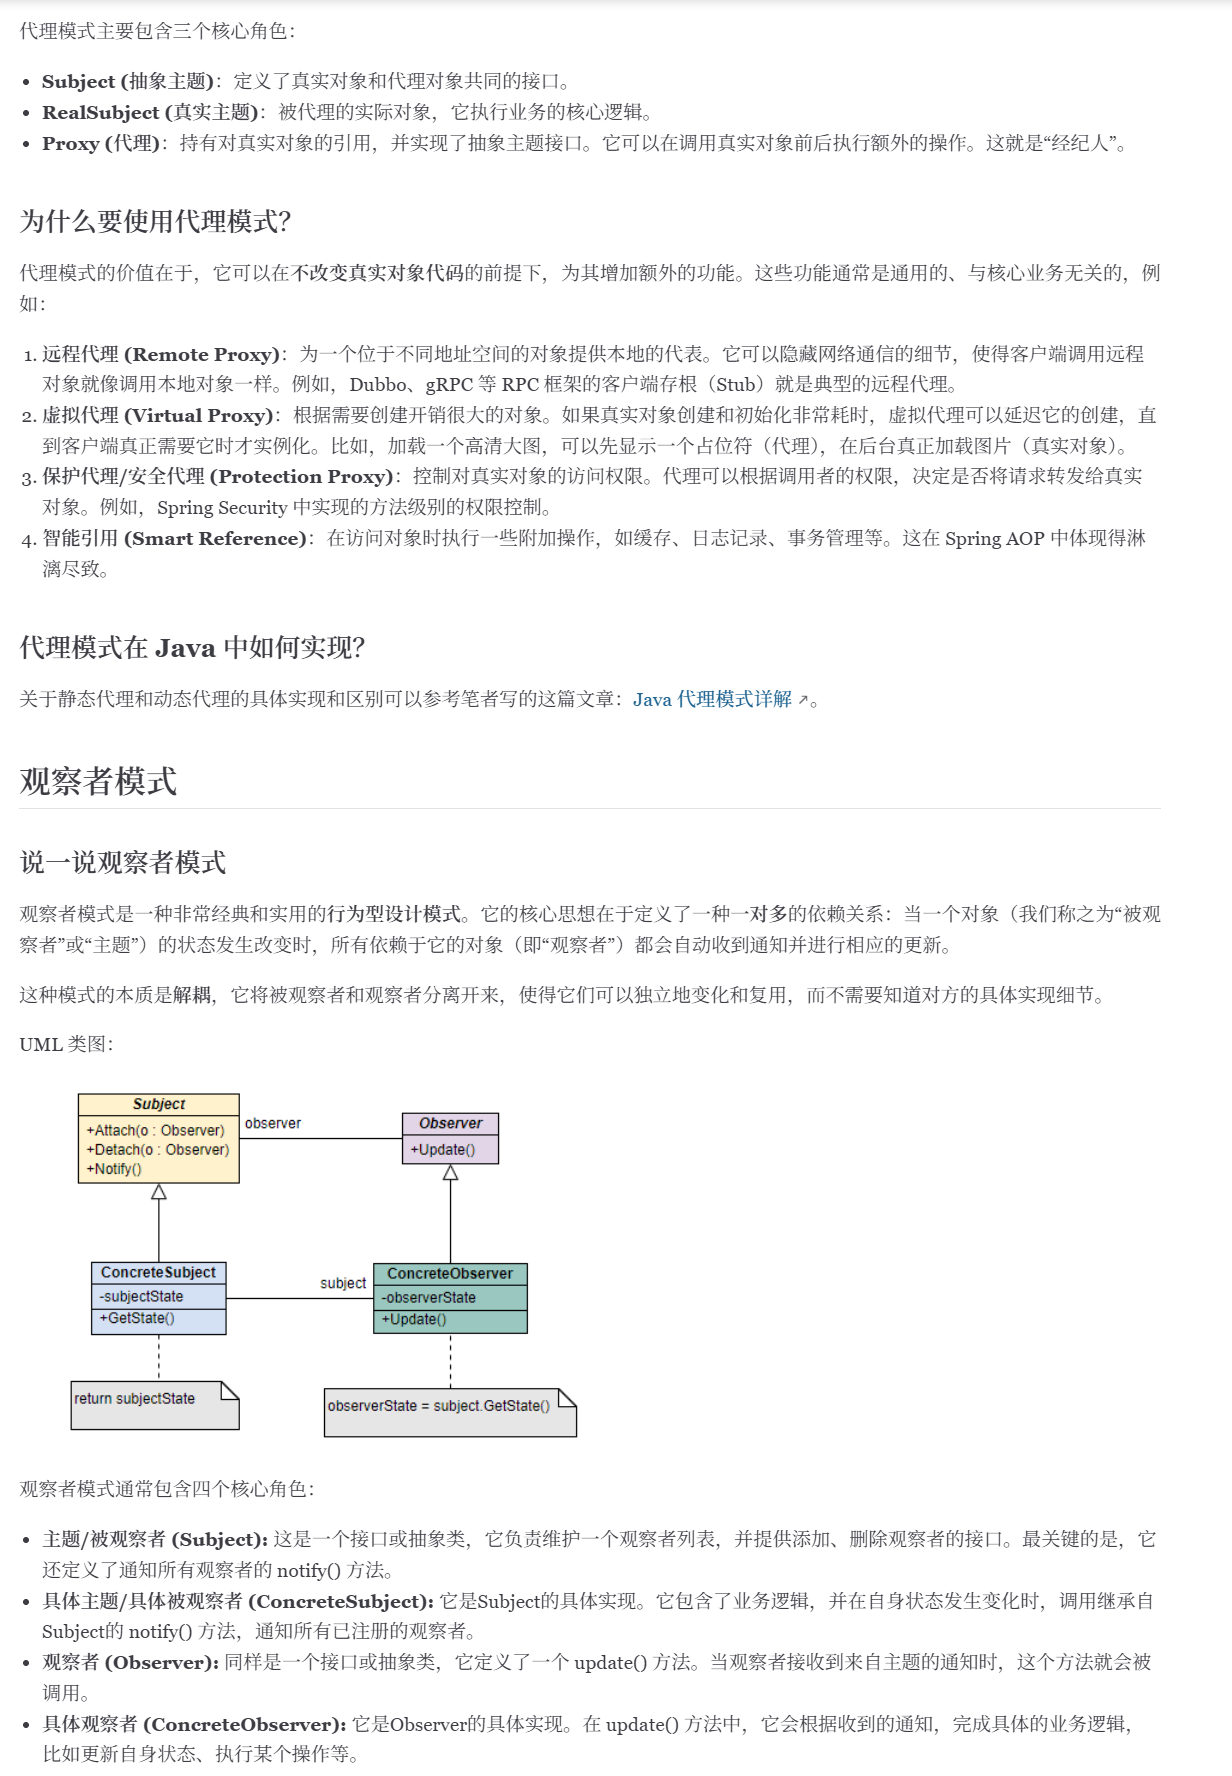 代理模式主要包含三个核心角色：
• Subject (抽象主题)：定义了真实对象和代理对象共同的接口。
• RealSubject (真实主题)：被代理的实际对象，它执行业务的核心逻辑。
• Proxy (代理)：持有对真实对象的引用，并实现了抽象主题接口。它可以在调用真实对象前后执行额外的操作。这就是“经纪人”。
为什么要使用代理模式？
代理模式的价值在于，它可以在不改变真实对象代码的前提下，为其增加额外的功能。这些功能通常是通用的、与核心业务无关的，例
如：
1. 远程代理 (Remote Proxy)：为一个位于不同地址空间的对象提供本地的代表。它可以隐藏网络通信的细节，使得客户端调用远程
对象就像调用本地对象一样。例如，Dubbo、gRPC 等 RPC 框架的客户端存根（Stub）就是典型的远程代理。
2. 虚拟代理 (Virtual Proxy)：根据需要创建开销很大的对象。如果真实对象创建和初始化非常耗时，虚拟代理可以延迟它的创建，直
到客户端真正需要它时才实例化。比如，加载一个高清大图，可以先显示一个占位符（代理），在后台真正加载图片（真实对象）。
3. 保护代理/安全代理 (Protection Proxy)：控制对真实对象的访问权限。代理可以根据调用者的权限，决定是否将请求转发给真实
对象。例如，Spring Security 中实现的方法级别的权限控制。
4. 智能引用 (Smart Reference)：在访问对象时执行一些附加操作，如缓存、日志记录、事务管理等。这在 Spring AOP 中体现得淋
漓尽致。
代理模式在 Java 中如何实现？
关于静态代理和动态代理的具体实现和区别可以参考笔者写的这篇文章：Java 代理模式详解 ↗。
观察者模式
说一说观察者模式
观察者模式是一种非常经典和实用的行为型设计模式。它的核心思想在于定义了一种一对多的依赖关系：当一个对象（我们称之为“被观
察者”或“主题”）的状态发生改变时，所有依赖于它的对象（即“观察者”）都会自动收到通知并进行相应的更新。
这种模式的本质是解耦，它将被观察者和观察者分离开来，使得它们可以独立地变化和复用，而不需要知道对方的具体实现细节。
UML 类图：
Subject
+Attach(o : Observer)
+Detach(o : Observer)
+Notify()
observer
Observer
+Update()
ConcreteSubject
-subjectState
+GetState()
subject
ConcreteObserver
-observerState
+Update()
return subjectState
observerState = subject.GetState()
观察者模式通常包含四个核心角色：
• 主题/被观察者 (Subject): 这是一个接口或抽象类，它负责维护一个观察者列表，并提供添加、删除观察者的接口。最关键的是，它
还定义了通知所有观察者的 notify() 方法。
• 具体主题/具体被观察者 (ConcreteSubject): 它是Subject的具体实现。它包含了业务逻辑，并在自身状态发生变化时，调用继承自
Subject的 notify() 方法，通知所有已注册的观察者。
• 观察者 (Observer): 同样是一个接口或抽象类，它定义了一个 update() 方法。当观察者接收到来自主题的通知时，这个方法就会被
调用。
• 具体观察者 (ConcreteObserver): 它是Observer的具体实现。在 update() 方法中，它会根据收到的通知，完成具体的业务逻辑，
比如更新自身状态、执行某个操作等。